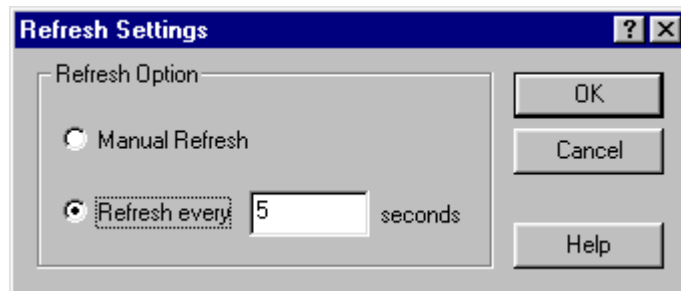 Refresh Settings
Refresh Option
Manual Refresh
Refresh every 5 seconds
OK
Cancel
Help